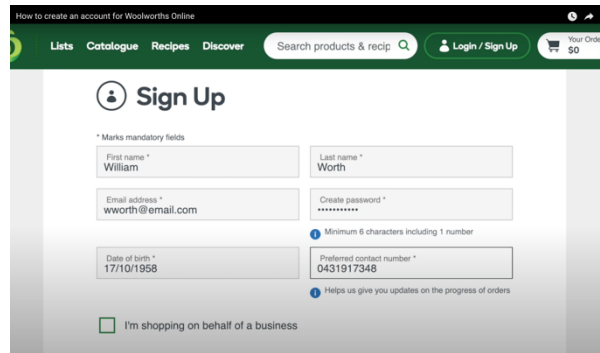 How to create an account for Woolworths Online
Lists Catalogue Recipes Discover Search products & recip Login / Sign Up Your Orde
$0
Sign Up
* Marks mandatory fields
First name * Last name *
William Worth
Email address * Create password *
wworth@email.com •••••••••••
Minimum 6 characters including 1 number
Date of birth * Preferred contact number *
17/10/1958 0431917348
Helps us give you updates on the progress of orders
I'm shopping on behalf of a business